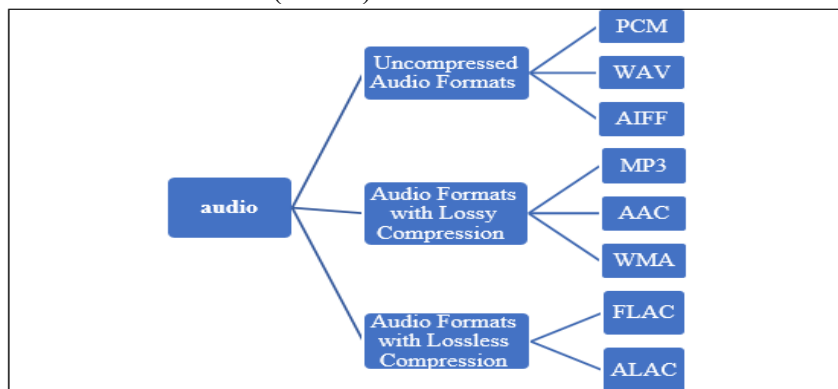 PCM
Uncompressed
Audio Formats
WAV
AIFF
audio
Audio Formats
with Lossy
Compression
MP3
AAC
WMA
Audio Formats
with Lossless
Compression
FLAC
ALAC